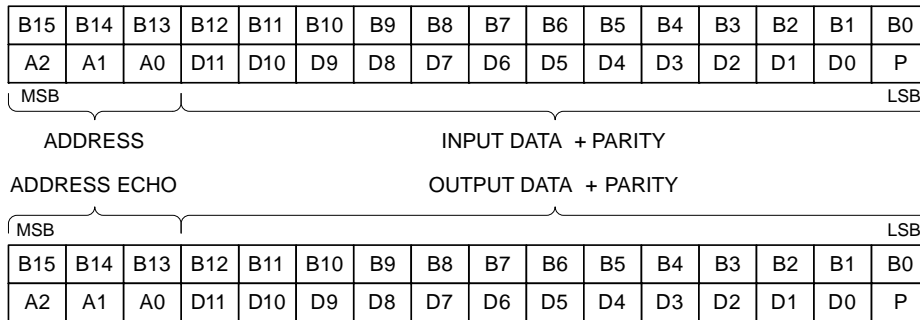 B15 B14 B13 B12 B11 B10 B9 B8 B7 B6 B5 B4 B3 B2 B1 B0
A2 A1 A0 D11 D10 D9 D8 D7 D6 D5 D4 D3 D2 D1 D0 P
MSB LSB
ADDRESS INPUT DATA + PARITY
ADDRESS ECHO OUTPUT DATA + PARITY
MSB LSB
B15 B14 B13 B12 B11 B10 B9 B8 B7 B6 B5 B4 B3 B2 B1 B0
A2 A1 A0 D11 D10 D9 D8 D7 D6 D5 D4 D3 D2 D1 D0 P